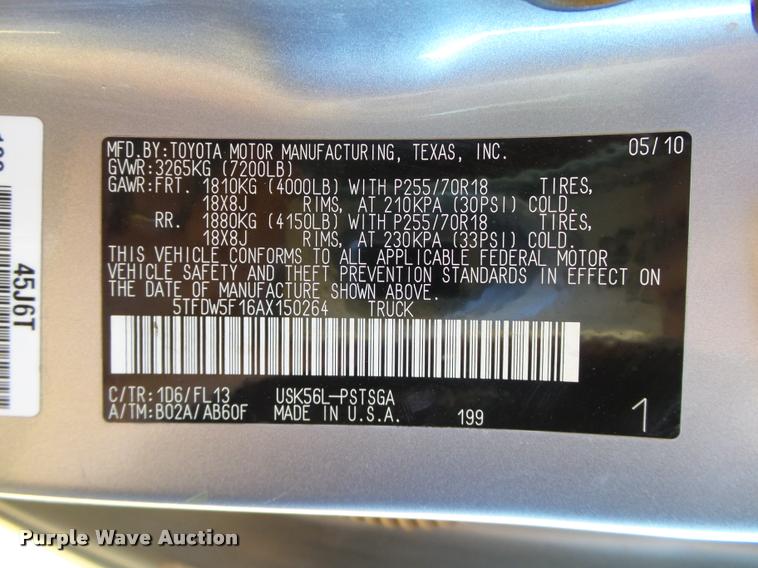 MFD.BY:TOYOTA MOTOR MANUFACTURING, TEXAS, INC. 05/10
GVWR:3265KG (7200LB)
GAWR:FRT. 1810KG (4000LB) WITH P255/70R18 TIRES,
18X8J RIMS, AT 210KPA (30PSI) COLD.
RR. 1880KG (4150LB) WITH P255/70R18 TIRES,
18X8J RIMS, AT 230KPA (33PSI) COLD.
THIS VEHICLE CONFORMS TO ALL APPLICABLE FEDERAL MOTOR
VEHICLE SAFETY AND THEFT PREVENTION STANDARDS IN EFFECT ON
THE DATE OF MANUFACTURE SHOWN ABOVE.
5TFDW5F16AX150264 TRUCK
C/TR:1D6/FL13 USK56L-PSTSGA
A/TM:B02A/AB60F MADE IN U.S.A. 199 1
45J6T
Purple Wave Auction